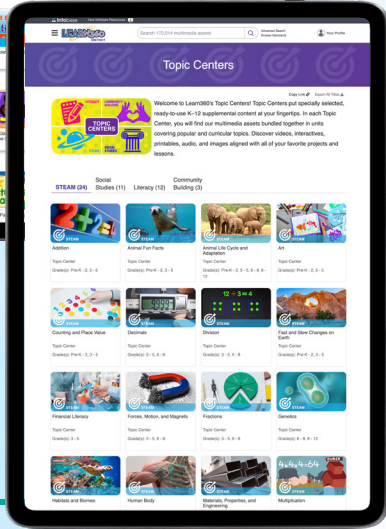 Infobase
Your Infobase Resources
LEARN360
Search 170,014 multimedia assets
Advanced Search
Your Profile
Topic Centers
Copy Link
Export All Titles
TOPIC
CENTERS
Welcome to Learn360's Topic Centers! Topic Centers put specially selected,
ready-to-use K–12 supplemental content at your fingertips. In each Topic
Center, you will find our multimedia assets bundled together in units
covering popular and curricular topics. Discover videos, interactives,
printables, audio, and images aligned with all of your favorite projects and
lessons.
STEAM (24)
Social
Studies (11)
Literacy (12)
Community
Building (3)
STEAM
STEAM
STEAM
STEAM
Addition
Animal Fun Facts
Animal Life Cycle and
Adaptation
Art
Topic Center
Topic Center
Topic Center
Topic Center
Grade(s): Pre-K - 2, 3 - 5
Grade(s): Pre-K - 2, 3 - 5
Grade(s): Pre-K - 2, 3 - 5, 6 - 8, 9 -
12
Grade(s): Pre-K - 2, 3 - 5
12 ÷ 3 = 4
STEAM
STEAM
STEAM
STEAM
Counting and Place Value
Decimals
Division
Fast and Slow Changes on
Earth
Topic Center
Topic Center
Topic Center
Topic Center
Grade(s): Pre-K - 2, 3 - 5
Grade(s): 3 - 5, 6 - 8
Grade(s): 3 - 5, 6 - 8
Grade(s): Pre-K - 2, 3 - 5
STEAM
STEAM
STEAM
STEAM
Financial Literacy
Forces, Motion, and Magnets
Fractions
Genetics
Topic Center
Topic Center
Topic Center
Topic Center
Grade(s): 3 - 5
Grade(s): 3 - 5, 6 - 8
Grade(s): 3 - 5, 6 - 8
Grade(s): 6 - 8, 9 - 12
4x4x4=64
STEAM
STEAM
STEAM
STEAM
Habitats and Biomes
Human Body
Materials, Properties, and
Engineering
Multiplication